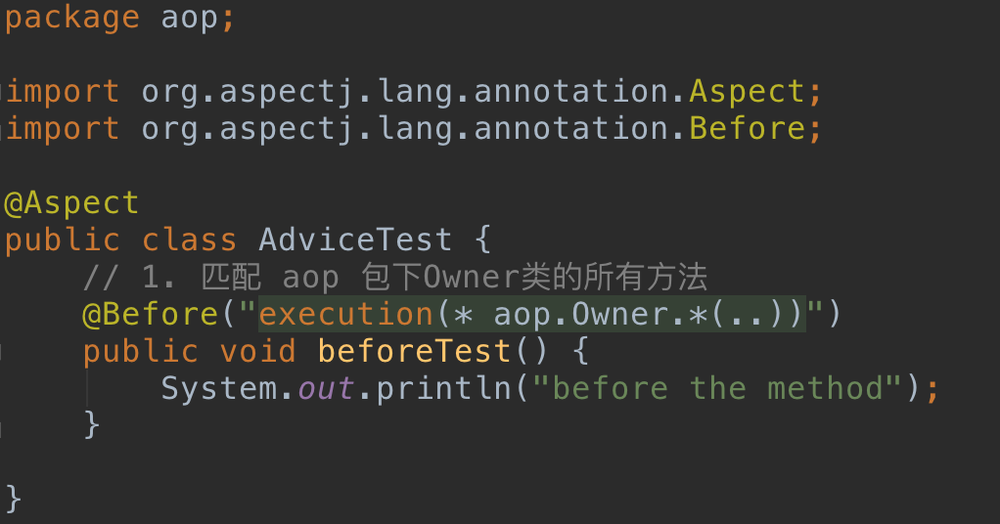 package aop;
import org.aspectj.lang.annotation.Aspect;
import org.aspectj.lang.annotation.Before;
@Aspect
public class AdviceTest {
// 1. 匹配 aop 包下Owner类的所有方法
@Before("execution(* aop.Owner.*(..))")
public void beforeTest() {
System.out.println("before the method");
}
}